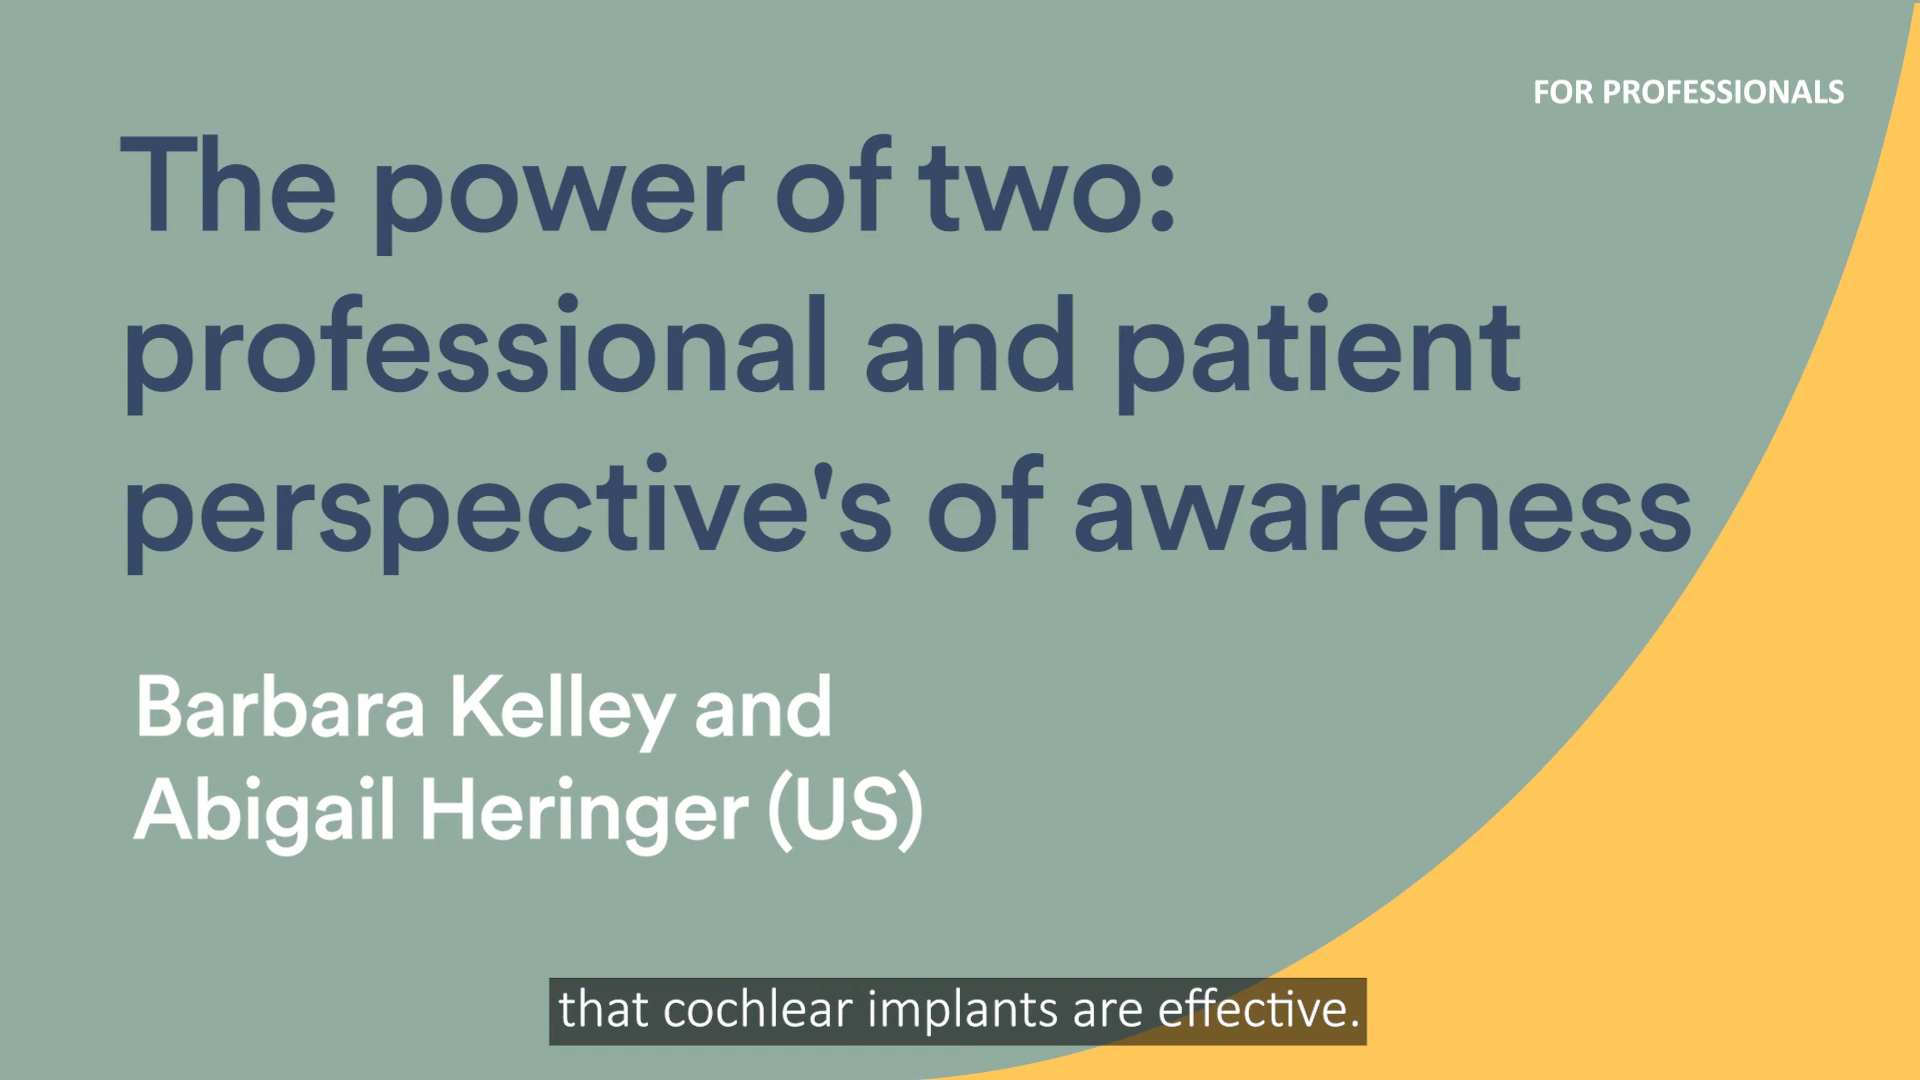 FOR PROFESSIONALS
The power of two:
professional and patient
perspective's of awareness
Barbara Kelley and
Abigail Heringer (US)
that cochlear implants are effective.